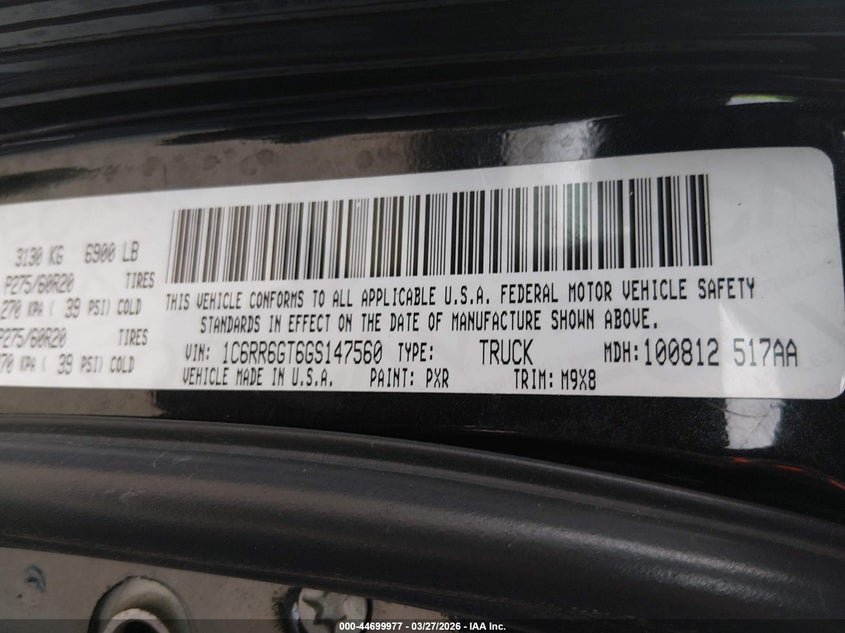 3130 KG 6900 LB
P275/60R20 TIRES
270 KPA ( 39 PSI) COLD
P275/60R20 TIRES
270 KPA ( 39 PSI) COLD
THIS VEHICLE CONFORMS TO ALL APPLICABLE U.S.A. FEDERAL MOTOR VEHICLE SAFETY
STANDARDS IN EFFECT ON THE DATE OF MANUFACTURE SHOWN ABOVE.
VIN: 1C6RR6GT6GS147560 TYPE: TRUCK MDH: 100812 517AA
VEHICLE MADE IN U.S.A. PAINT: PXR TRIM: M9X8
000-44699977 - 03/27/2026 - IAA Inc.